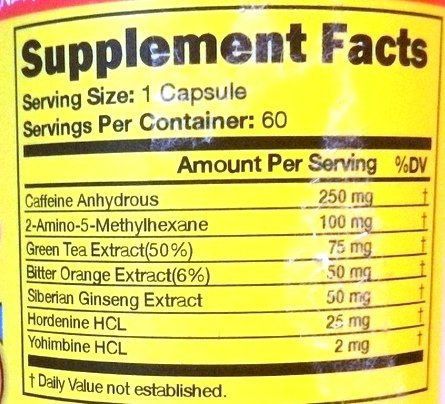 Supplement Facts
Serving Size: 1 Capsule
Servings Per Container: 60
Amount Per Serving %DV
Caffeine Anhydrous 250 mg †
2-Amino-5-Methylhexane 100 mg †
Green Tea Extract(50%) 75 mg †
Bitter Orange Extract(6%) 50 mg †
Siberian Ginseng Extract 50 mg †
Hordenine HCL 25 mg †
Yohimbine HCL 2 mg †
† Daily Value not established.